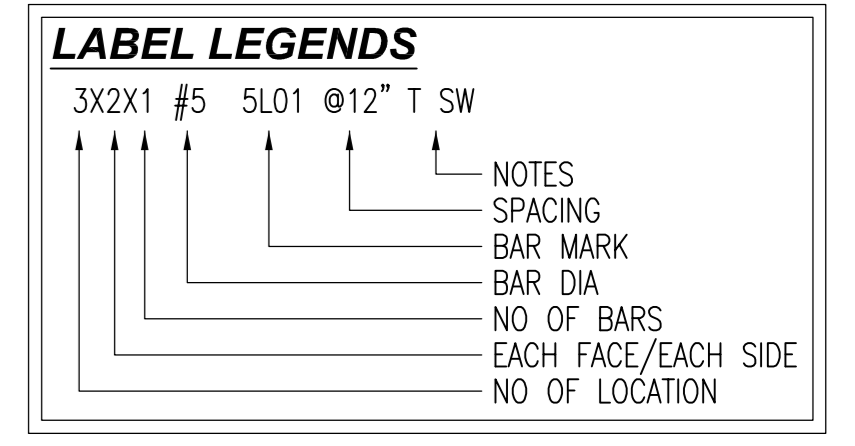 LABEL LEGENDS
3X2X1 #5 5L01 @12" T SW
NOTES
SPACING
BAR MARK
BAR DIA
NO OF BARS
EACH FACE/EACH SIDE
NO OF LOCATION